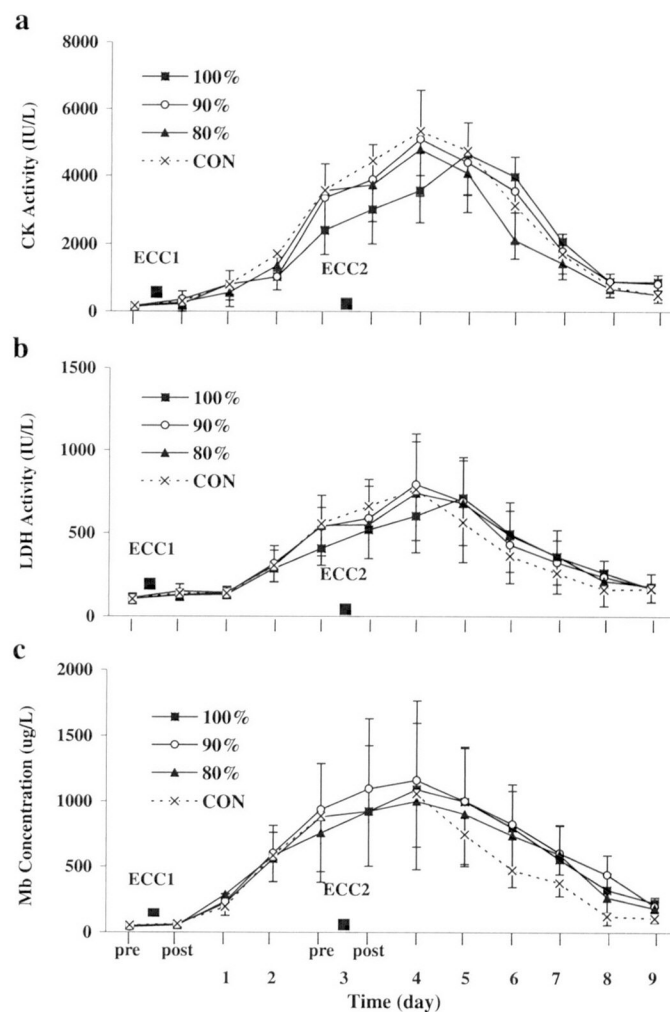 a
8000
6000
4000
2000
0
CK Activity (IU/L)
100%
90%
80%
CON
ECC1
ECC2
b
1500
1000
500
0
LDH Activity (IU/L)
100%
90%
80%
CON
ECC1
ECC2
c
2000
1500
1000
500
0
Mb Concentration (ug/L)
100%
90%
80%
CON
ECC1
ECC2
pre post pre post
1 2 3 4 5 6 7 8 9
Time (day)